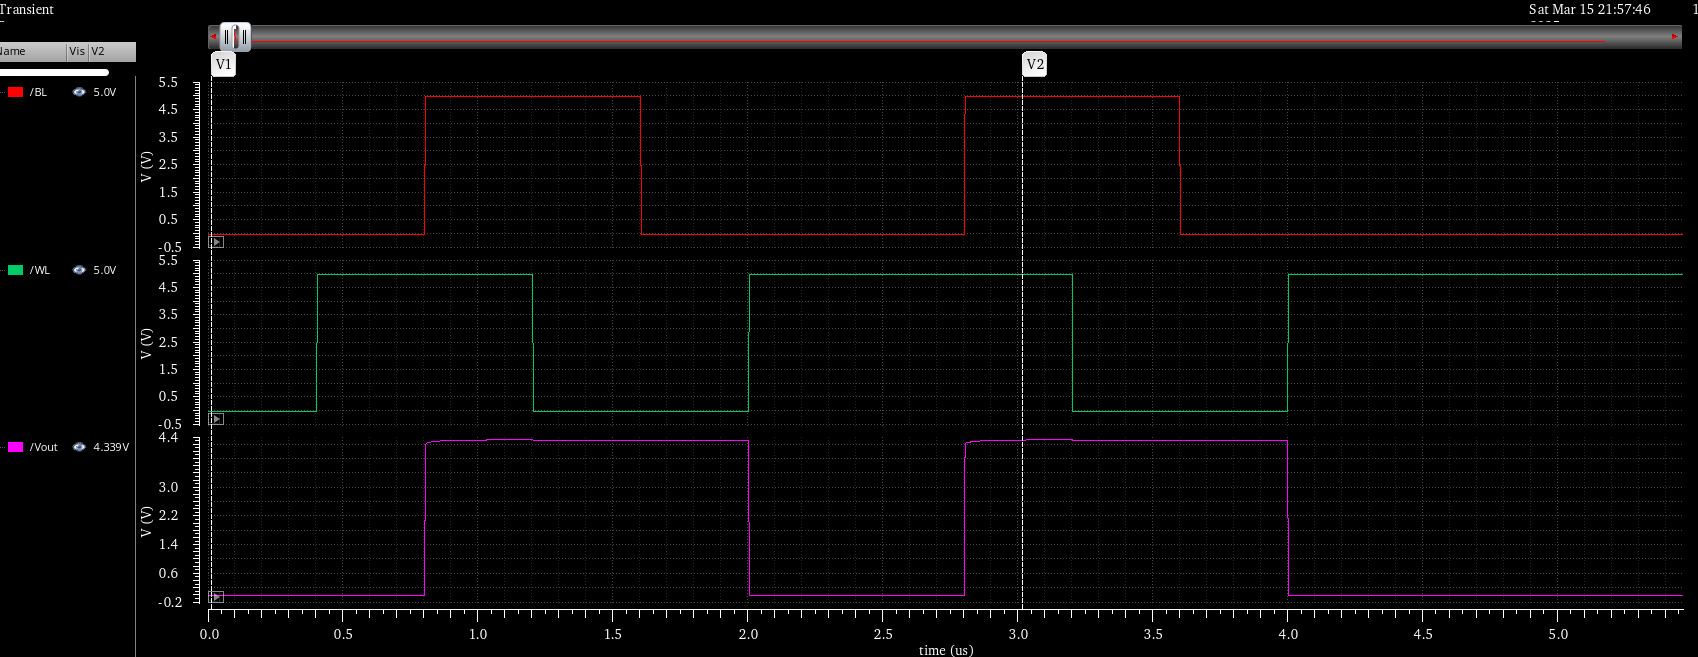 Transient
Sat Mar 15 21:57:46
1
Name Vis V2
V1
V2
/BL 5.0V
5.5
4.5
3.5
2.5
1.5
0.5
-0.5
V (V)
/WL 5.0V
5.5
4.5
3.5
2.5
1.5
0.5
-0.5
V (V)
/Vout 4.339V
4.4
3.0
2.2
1.4
0.6
-0.2
V (V)
0.0 0.5 1.0 1.5 2.0 2.5 3.0 3.5 4.0 4.5 5.0
time (us)